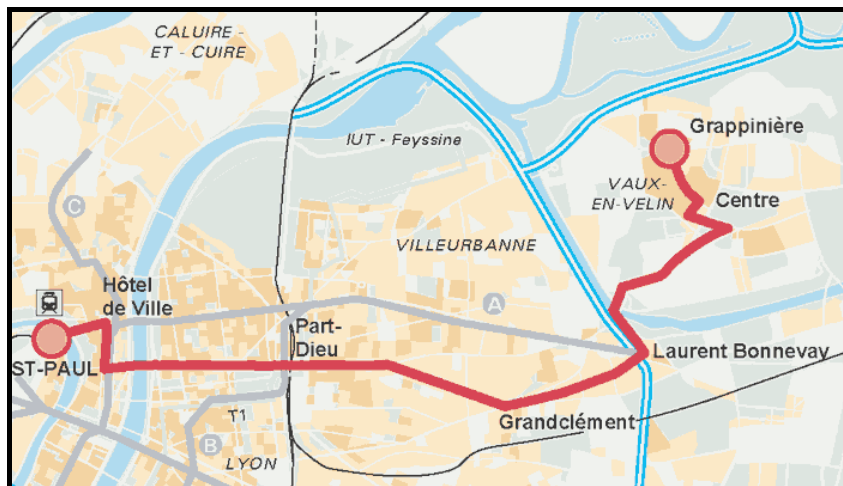 CALUIRE -
ET - CUIRE
Grappinière
IUT - Feyssine
VAUX-
EN-VELIN
Centre
C
VILLEURBANNE
Hôtel
de Ville
A
Part-
Dieu
Laurent Bonnevay
ST-PAUL
T1
Grandclément
B
LYON